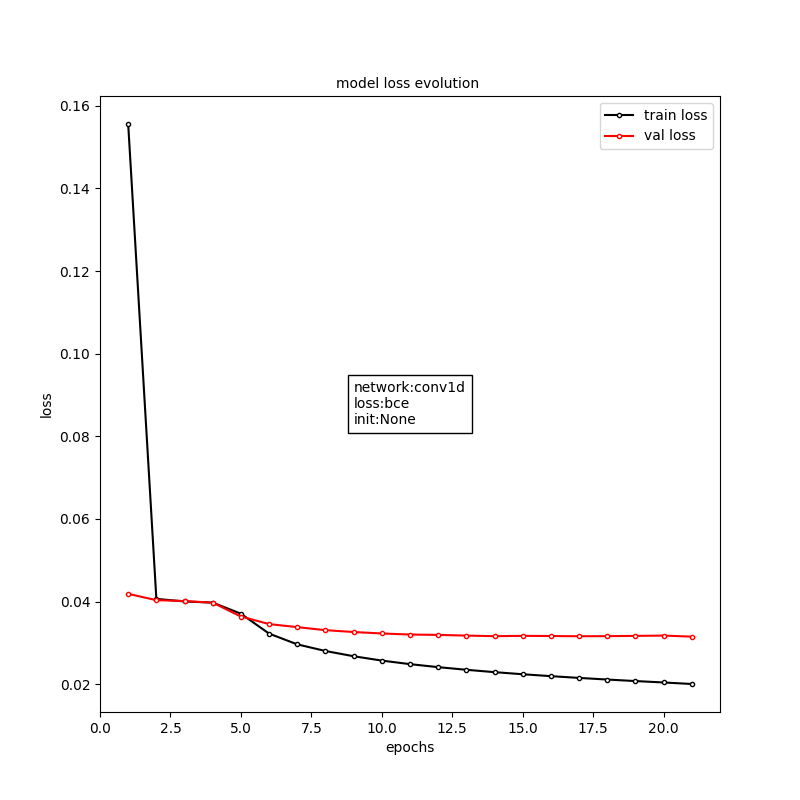 model loss evolution
0.16
train loss
val loss
0.14
0.12
0.10
network:conv1d
loss:bce
init:None
loss
0.08
0.06
0.04
0.02
0.0 2.5 5.0 7.5 10.0 12.5 15.0 17.5 20.0
epochs